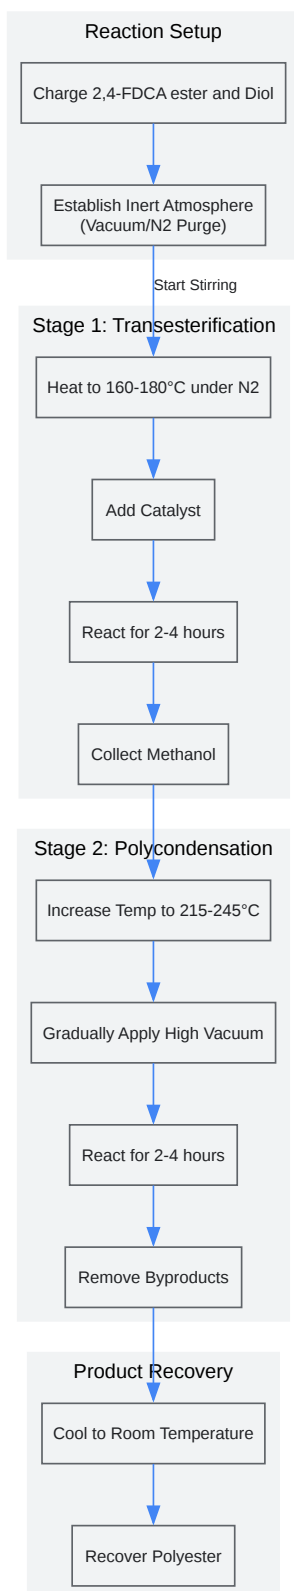 Reaction Setup
Charge 2,4-FDCA ester and Diol
Establish Inert Atmosphere
(Vacuum/N2 Purge)
Start Stirring
Stage 1: Transesterification
Heat to 160-180°C under N2
Add Catalyst
React for 2-4 hours
Collect Methanol
Stage 2: Polycondensation
Increase Temp to 215-245°C
Gradually Apply High Vacuum
React for 2-4 hours
Remove Byproducts
Product Recovery
Cool to Room Temperature
Recover Polyester